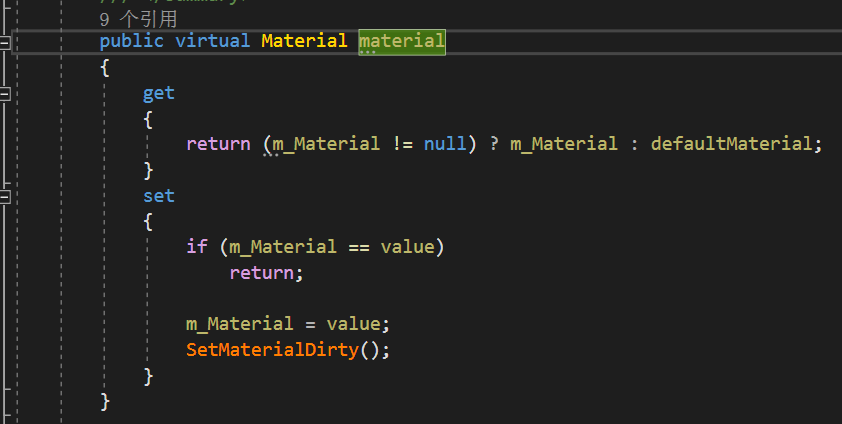 9 个引用
public virtual Material material
{
get
{
return (m_Material != null) ? m_Material : defaultMaterial;
}
set
{
if (m_Material == value)
return;
m_Material = value;
SetMaterialDirty();
}
}